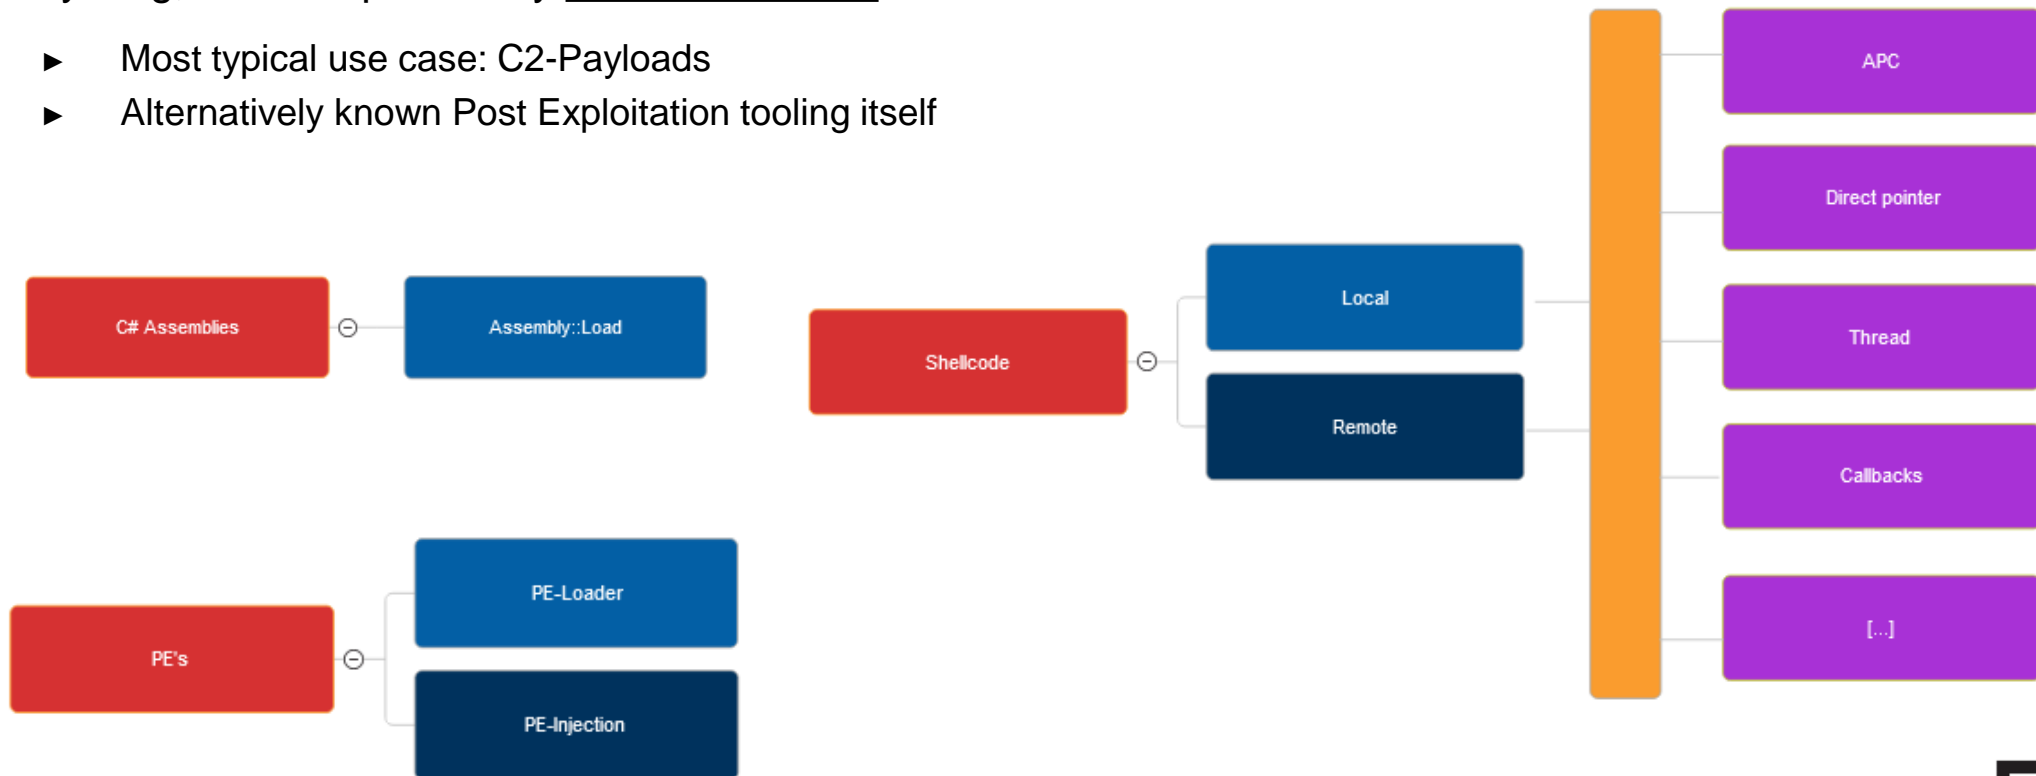 ► Most typical use case: C2-Payloads
► Alternatively known Post Exploitation tooling itself
C# Assemblies
Assembly::Load
PE's
PE-Loader
PE-Injection
Shellcode
Local
Remote
APC
Direct pointer
Thread
Callbacks
[...]